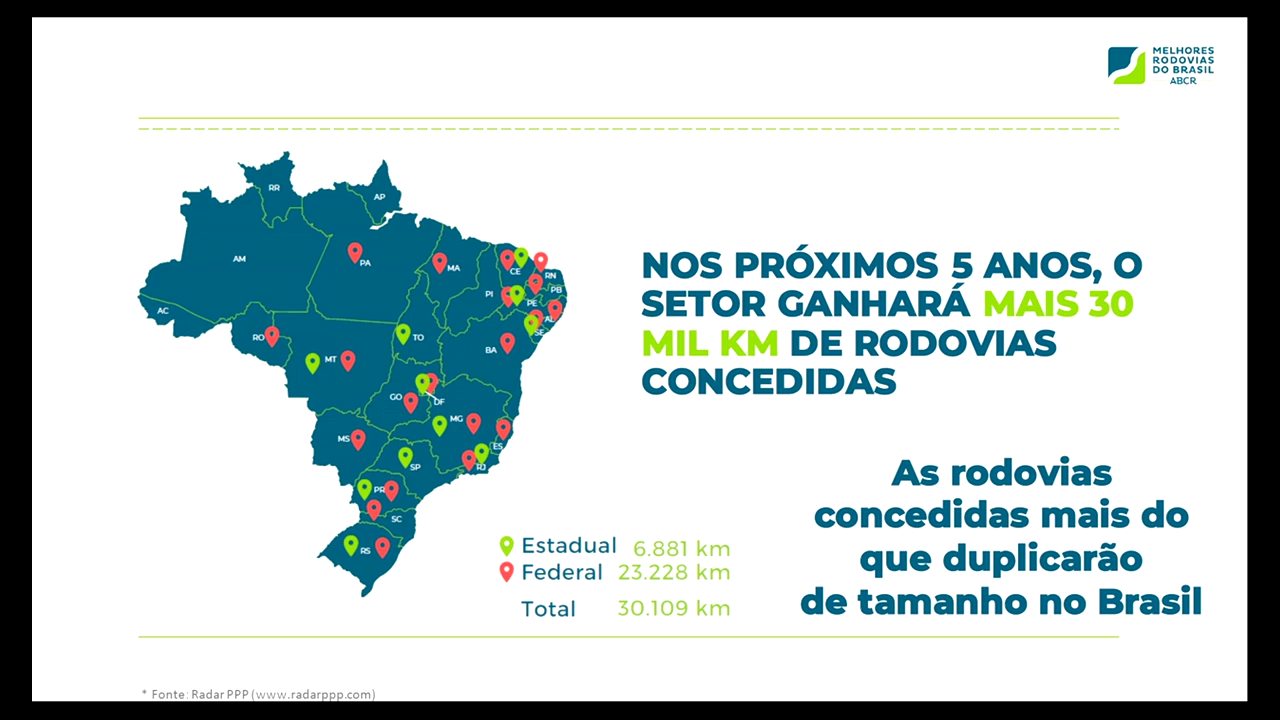 MELHORES
RODOVIAS
DO BRASIL
ABCR
RR
AP
AM
PA
MA
CE
RN
PI
PB
PE
AC
AL
SE
RO
TO
MT
BA
GO
DF
MG
MS
ES
SP
RJ
PR
SC
RS
NOS PRÓXIMOS 5 ANOS, O
SETOR GANHARÁ MAIS 30
MIL KM DE RODOVIAS
CONCEDIDAS
As rodovias
concedidas mais do
que duplicarão
de tamanho no Brasil
Estadual 6.881 km
Federal 23.228 km
Total 30.109 km
* Fonte: Radar PPP (www.radarppp.com)